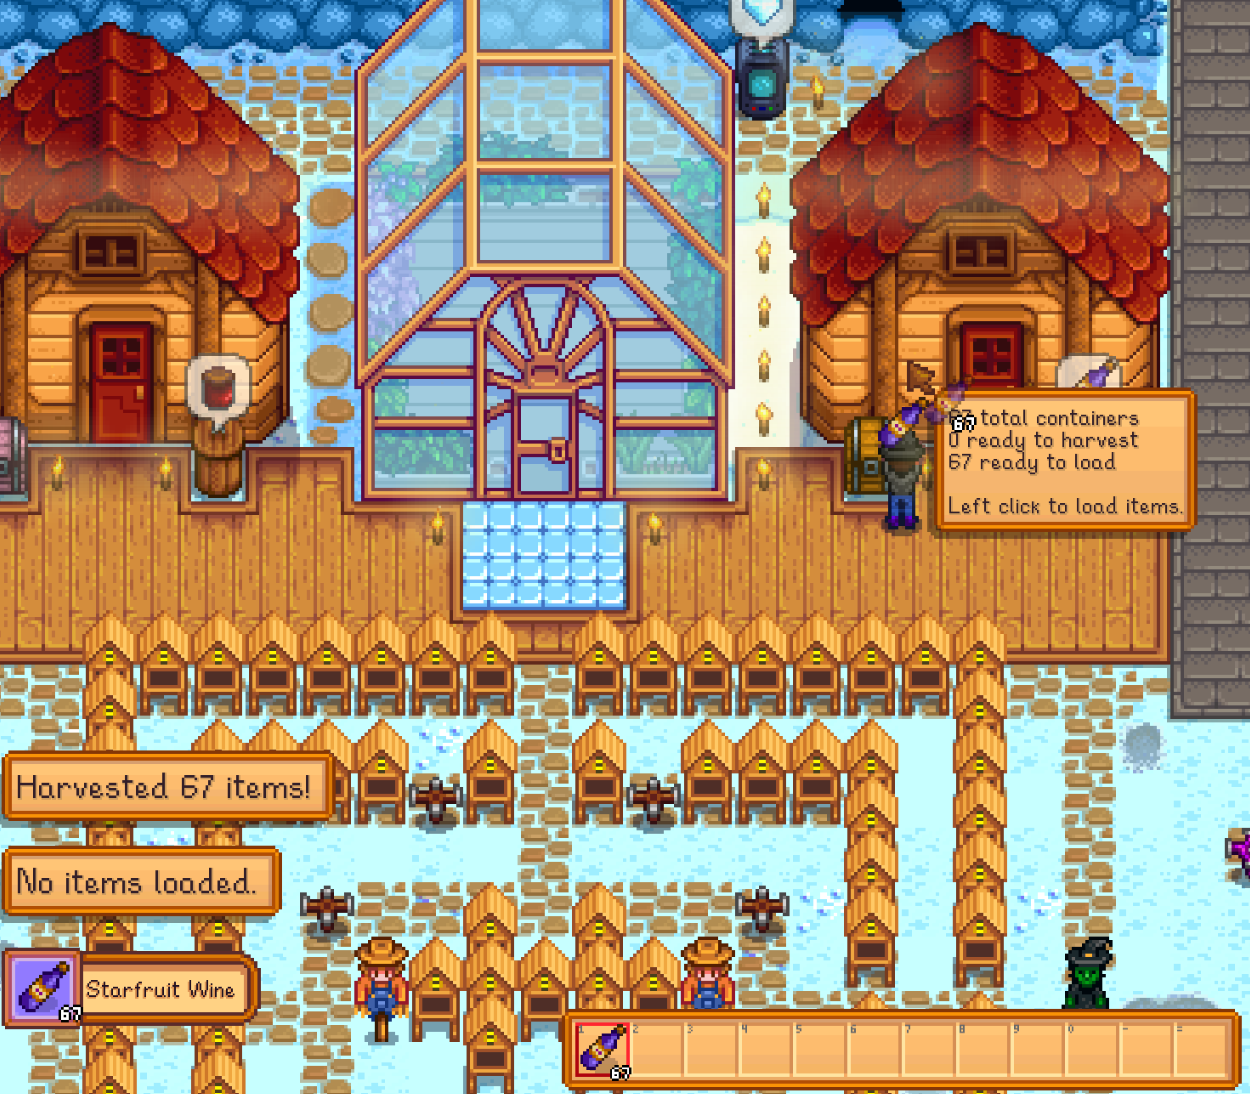 67 total containers
0 ready to harvest
67 ready to load
Left click to load items.
67
Harvested 67 items!
No items loaded.
Starfruit Wine
67
1 2 3 4 5 6 7 8 9 0 - =
67